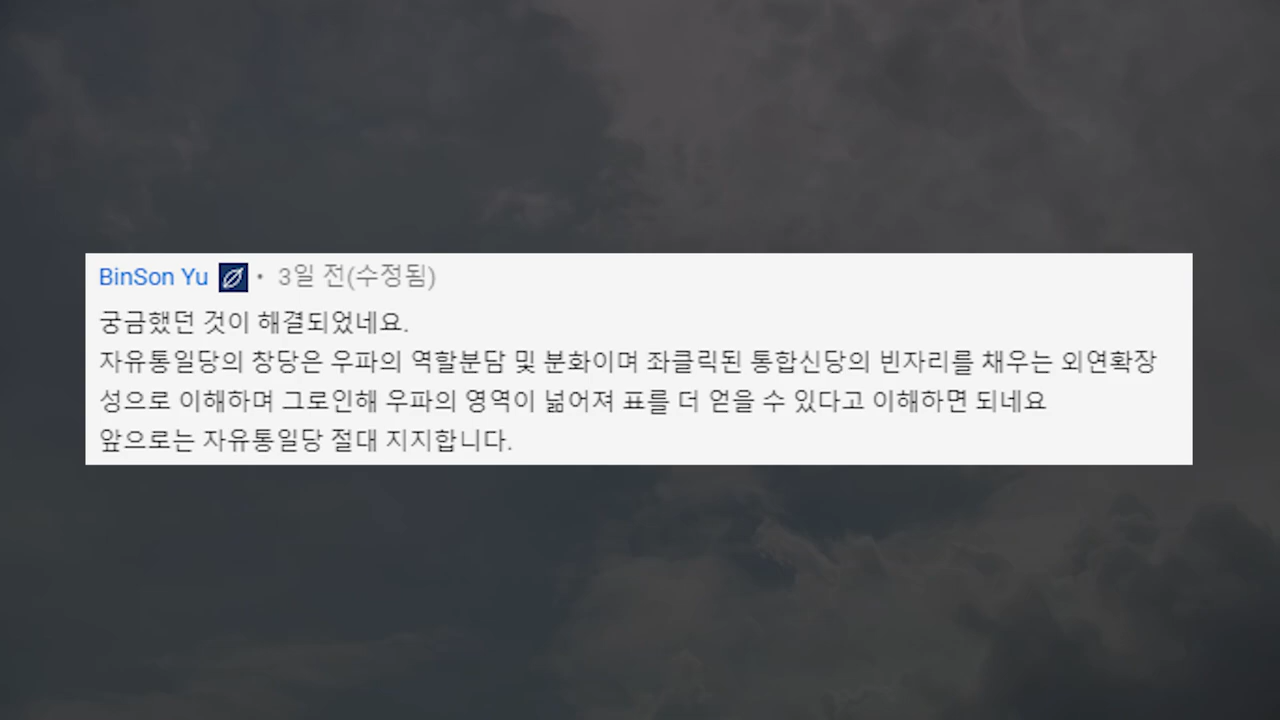 BinSon Yu · 3일 전(수정됨)
궁금했던 것이 해결되었네요.
자유통일당의 창당은 우파의 역할분담 및 분화이며 좌클릭된 통합신당의 빈자리를 채우는 외연확장
성으로 이해하며 그로인해 우파의 영역이 넓어져 표를 더 얻을 수 있다고 이해하면 되네요
앞으로는 자유통일당 절대 지지합니다.